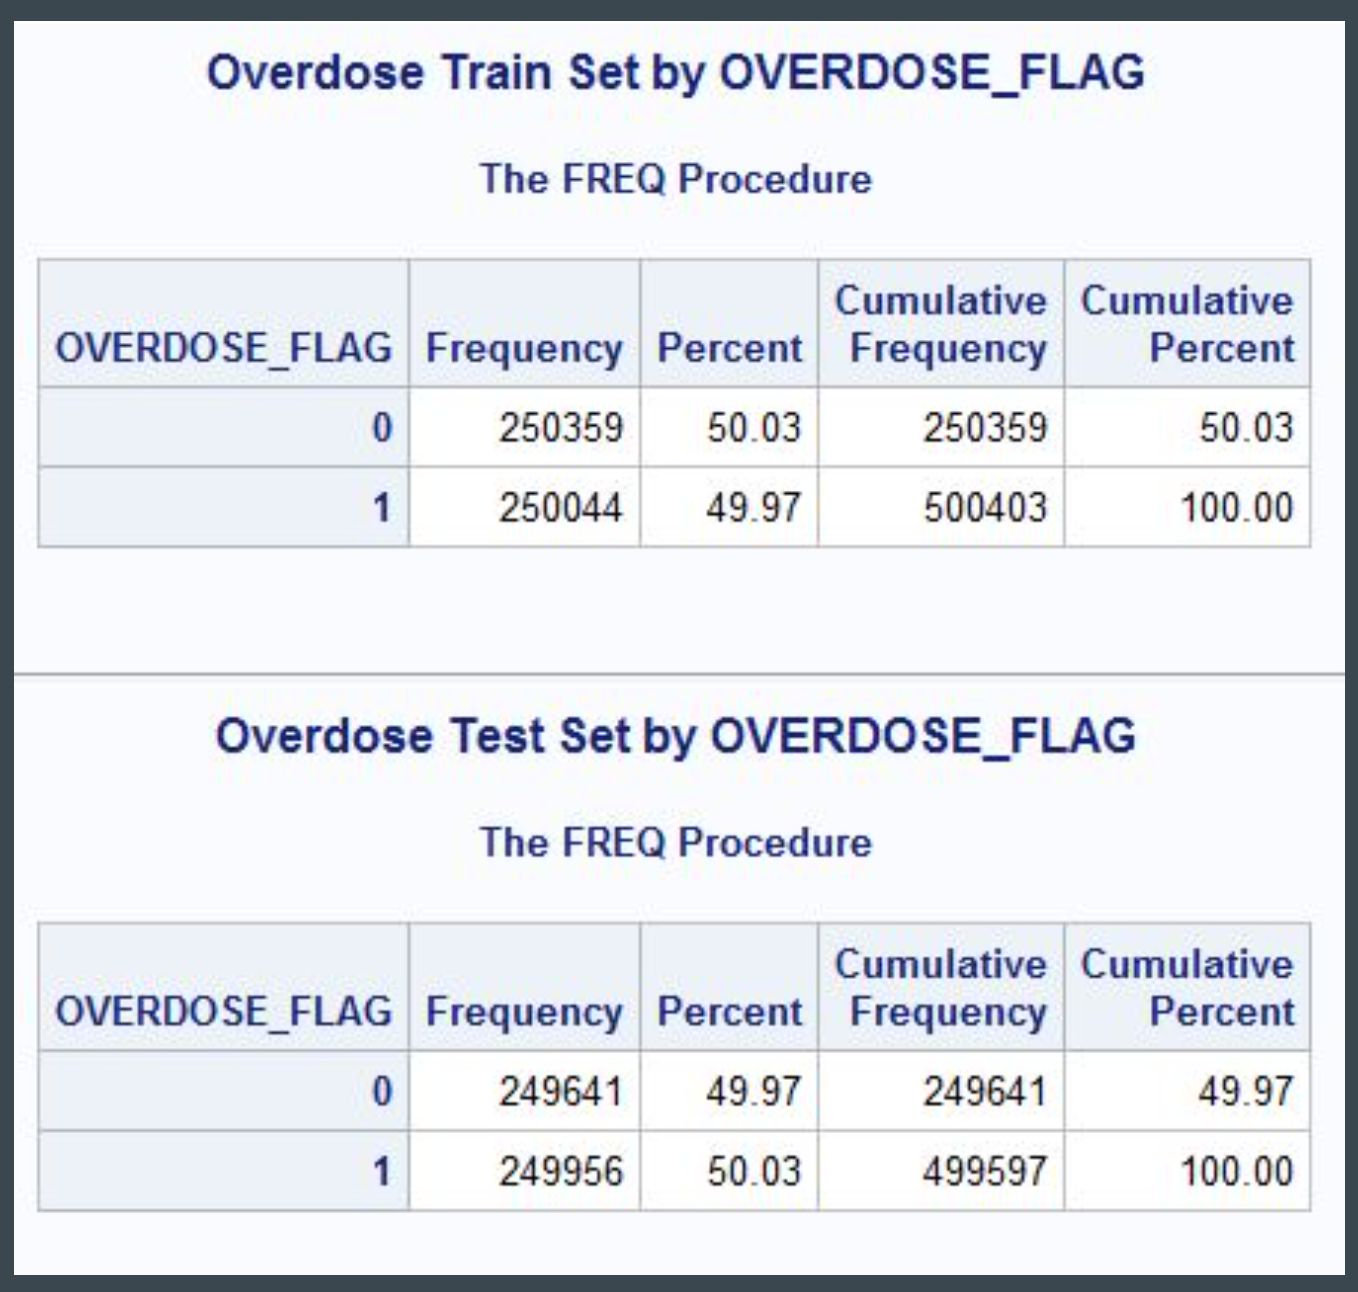 Overdose Train Set by OVERDOSE_FLAG
The FREQ Procedure
OVERDOSE_FLAG Frequency Percent Cumulative Frequency Cumulative Percent
0 250359 50.03 250359 50.03
1 250044 49.97 500403 100.00
Overdose Test Set by OVERDOSE_FLAG
The FREQ Procedure
OVERDOSE_FLAG Frequency Percent Cumulative Frequency Cumulative Percent
0 249641 49.97 249641 49.97
1 249956 50.03 499597 100.00